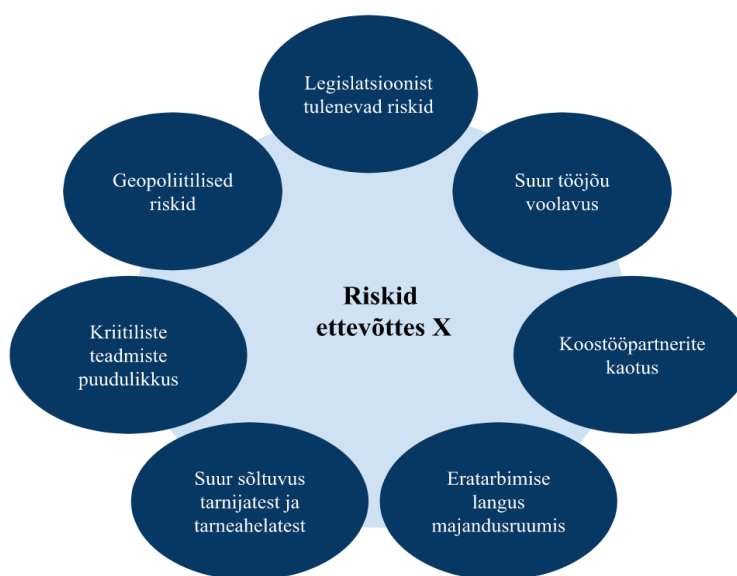 Legislatsioonist
tulenevad riskid
Geopoliitilised
riskid
Suur tööjõu
voolavus
Riskid
ettevõttes X
Kriitiliste
teadmiste
puudulikkus
Koostööpartnerite
kaotus
Suur sõltuvus
tarnijatest ja
tarneahelatest
Eratarbimise
langus
majandusruumis